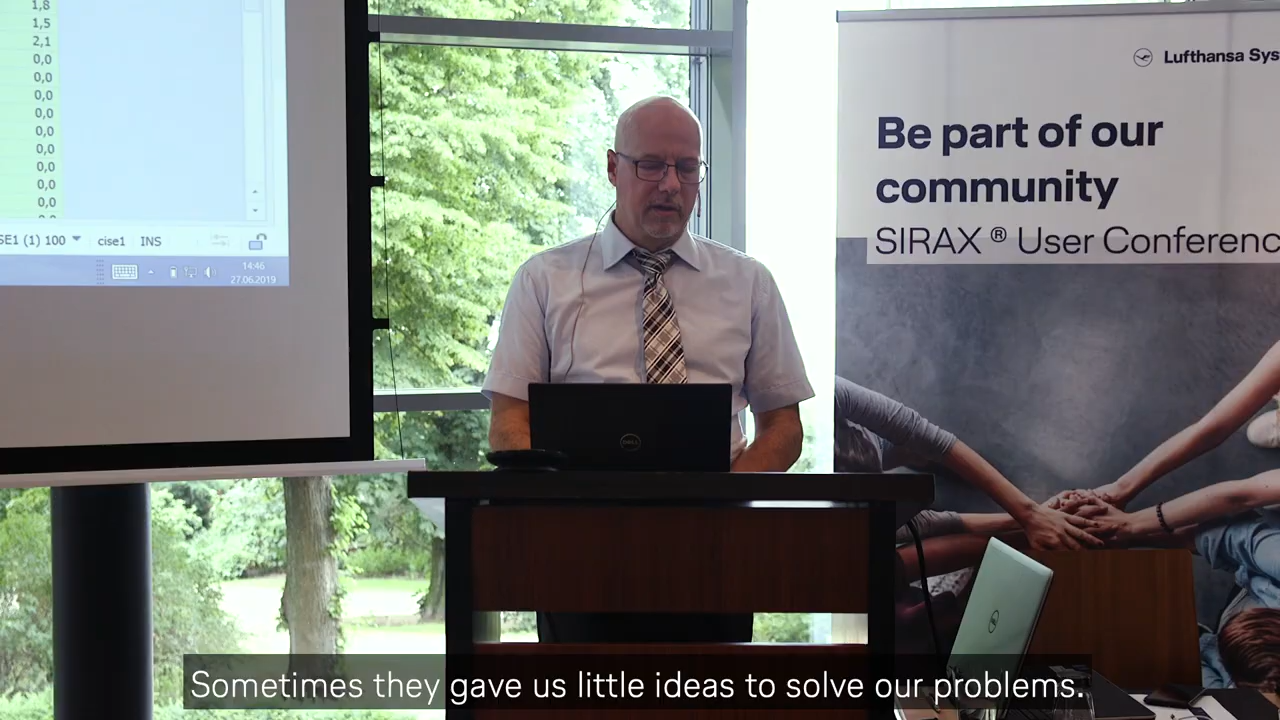 1,8
1,5
2,1
0,0
0,0
0,0
0,0
0,0
0,0
0,0
0,0
0,0
SE1 (1) 100 cise1 INS
14:46
27.06.2019
Lufthansa Sys
Be part of our
community
SIRAX ® User Conferenc
DELL
DELL
Sometimes they gave us little ideas to solve our problems.